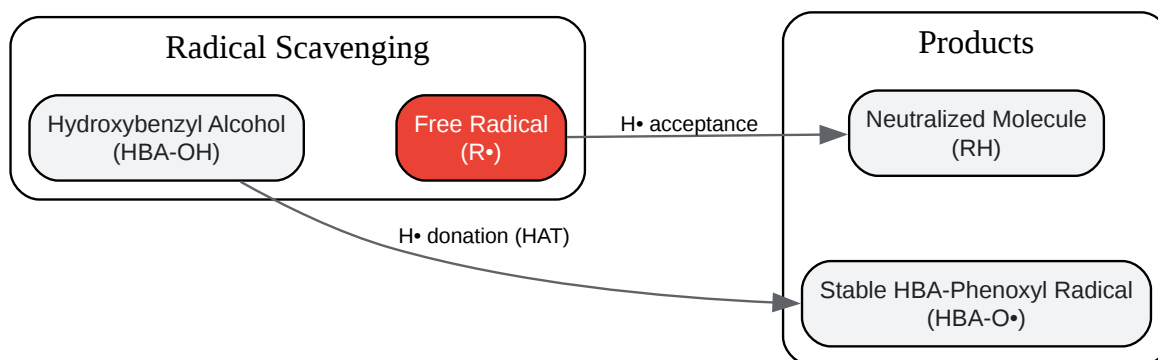 Radical Scavenging
Hydroxybenzyl Alcohol
(HBA-OH)
Free Radical
(R•)
H• acceptance
H• donation (HAT)
Products
Neutralized Molecule
(RH)
Stable HBA-Phenoxyl Radical
(HBA-O•)